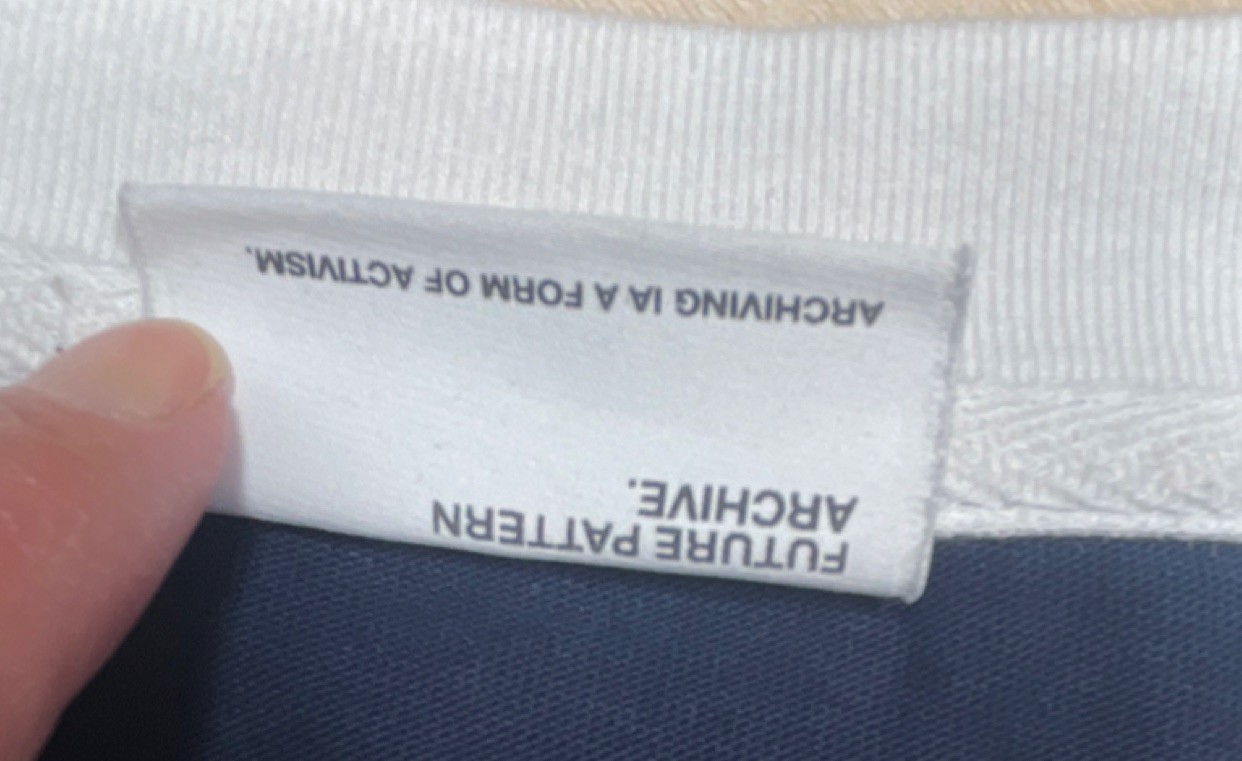 FUTURE PATTERN
ARCHIVE.
ARCHIVING IA A FORM OF ACTIVISM.